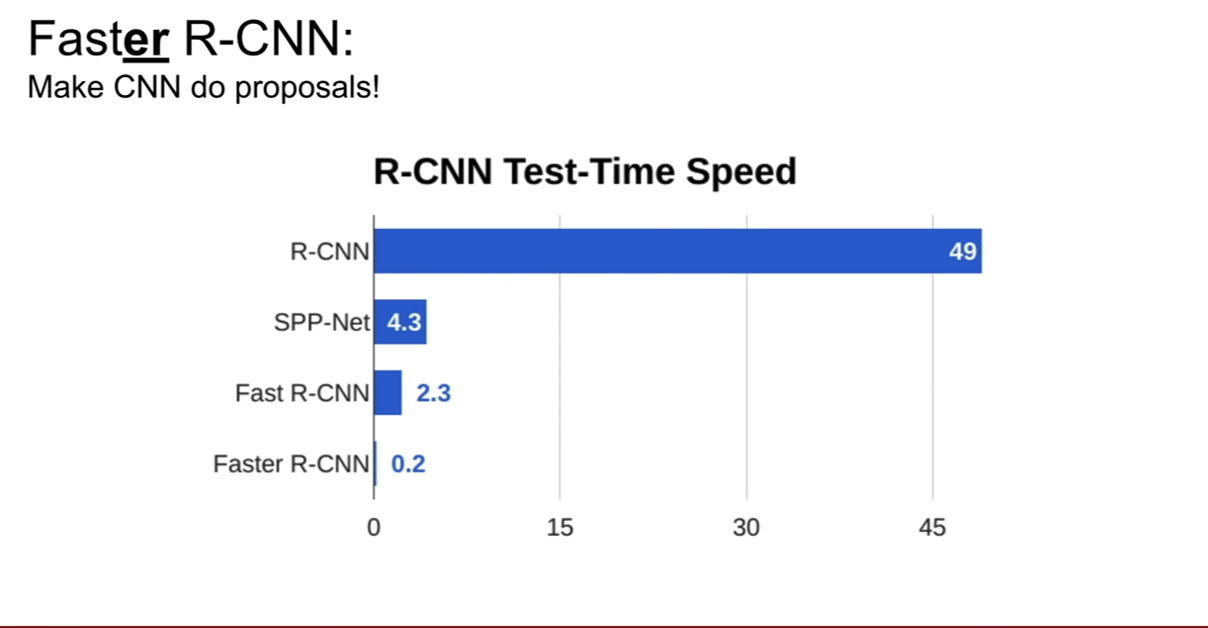 Faster R-CNN:
Make CNN do proposals!
R-CNN Test-Time Speed
R-CNN 49
SPP-Net 4.3
Fast R-CNN 2.3
Faster R-CNN 0.2
0 15 30 45